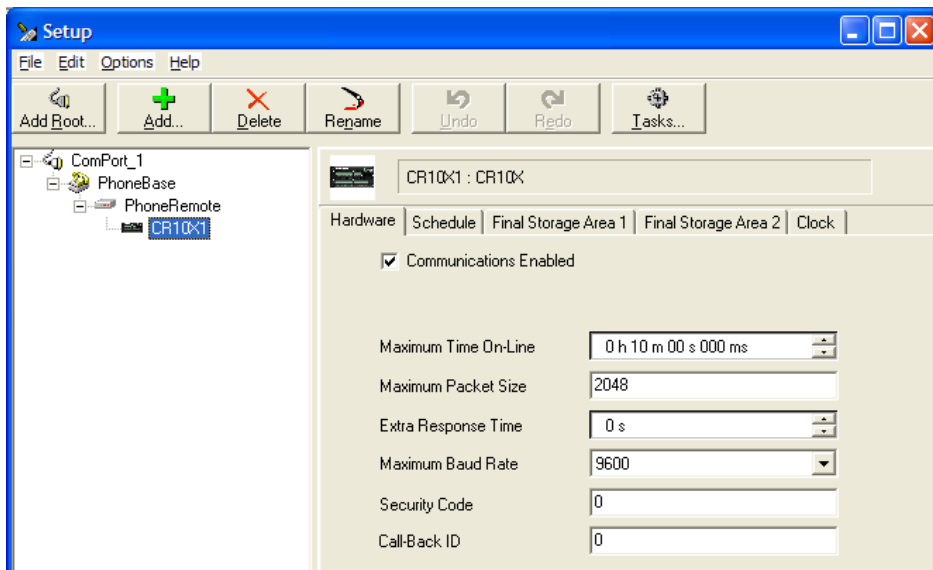 Setup
File Edit Options Help
Add Root... Add... Delete Rename Undo Redo Tasks...
ComPort_1
PhoneBase
PhoneRemote
CR10X1
CR10X1 : CR10X
Hardware Schedule Final Storage Area 1 Final Storage Area 2 Clock
Communications Enabled
Maximum Time On-Line 0 h 10 m 00 s 000 ms
Maximum Packet Size 2048
Extra Response Time 0 s
Maximum Baud Rate 9600
Security Code 0
Call-Back ID 0